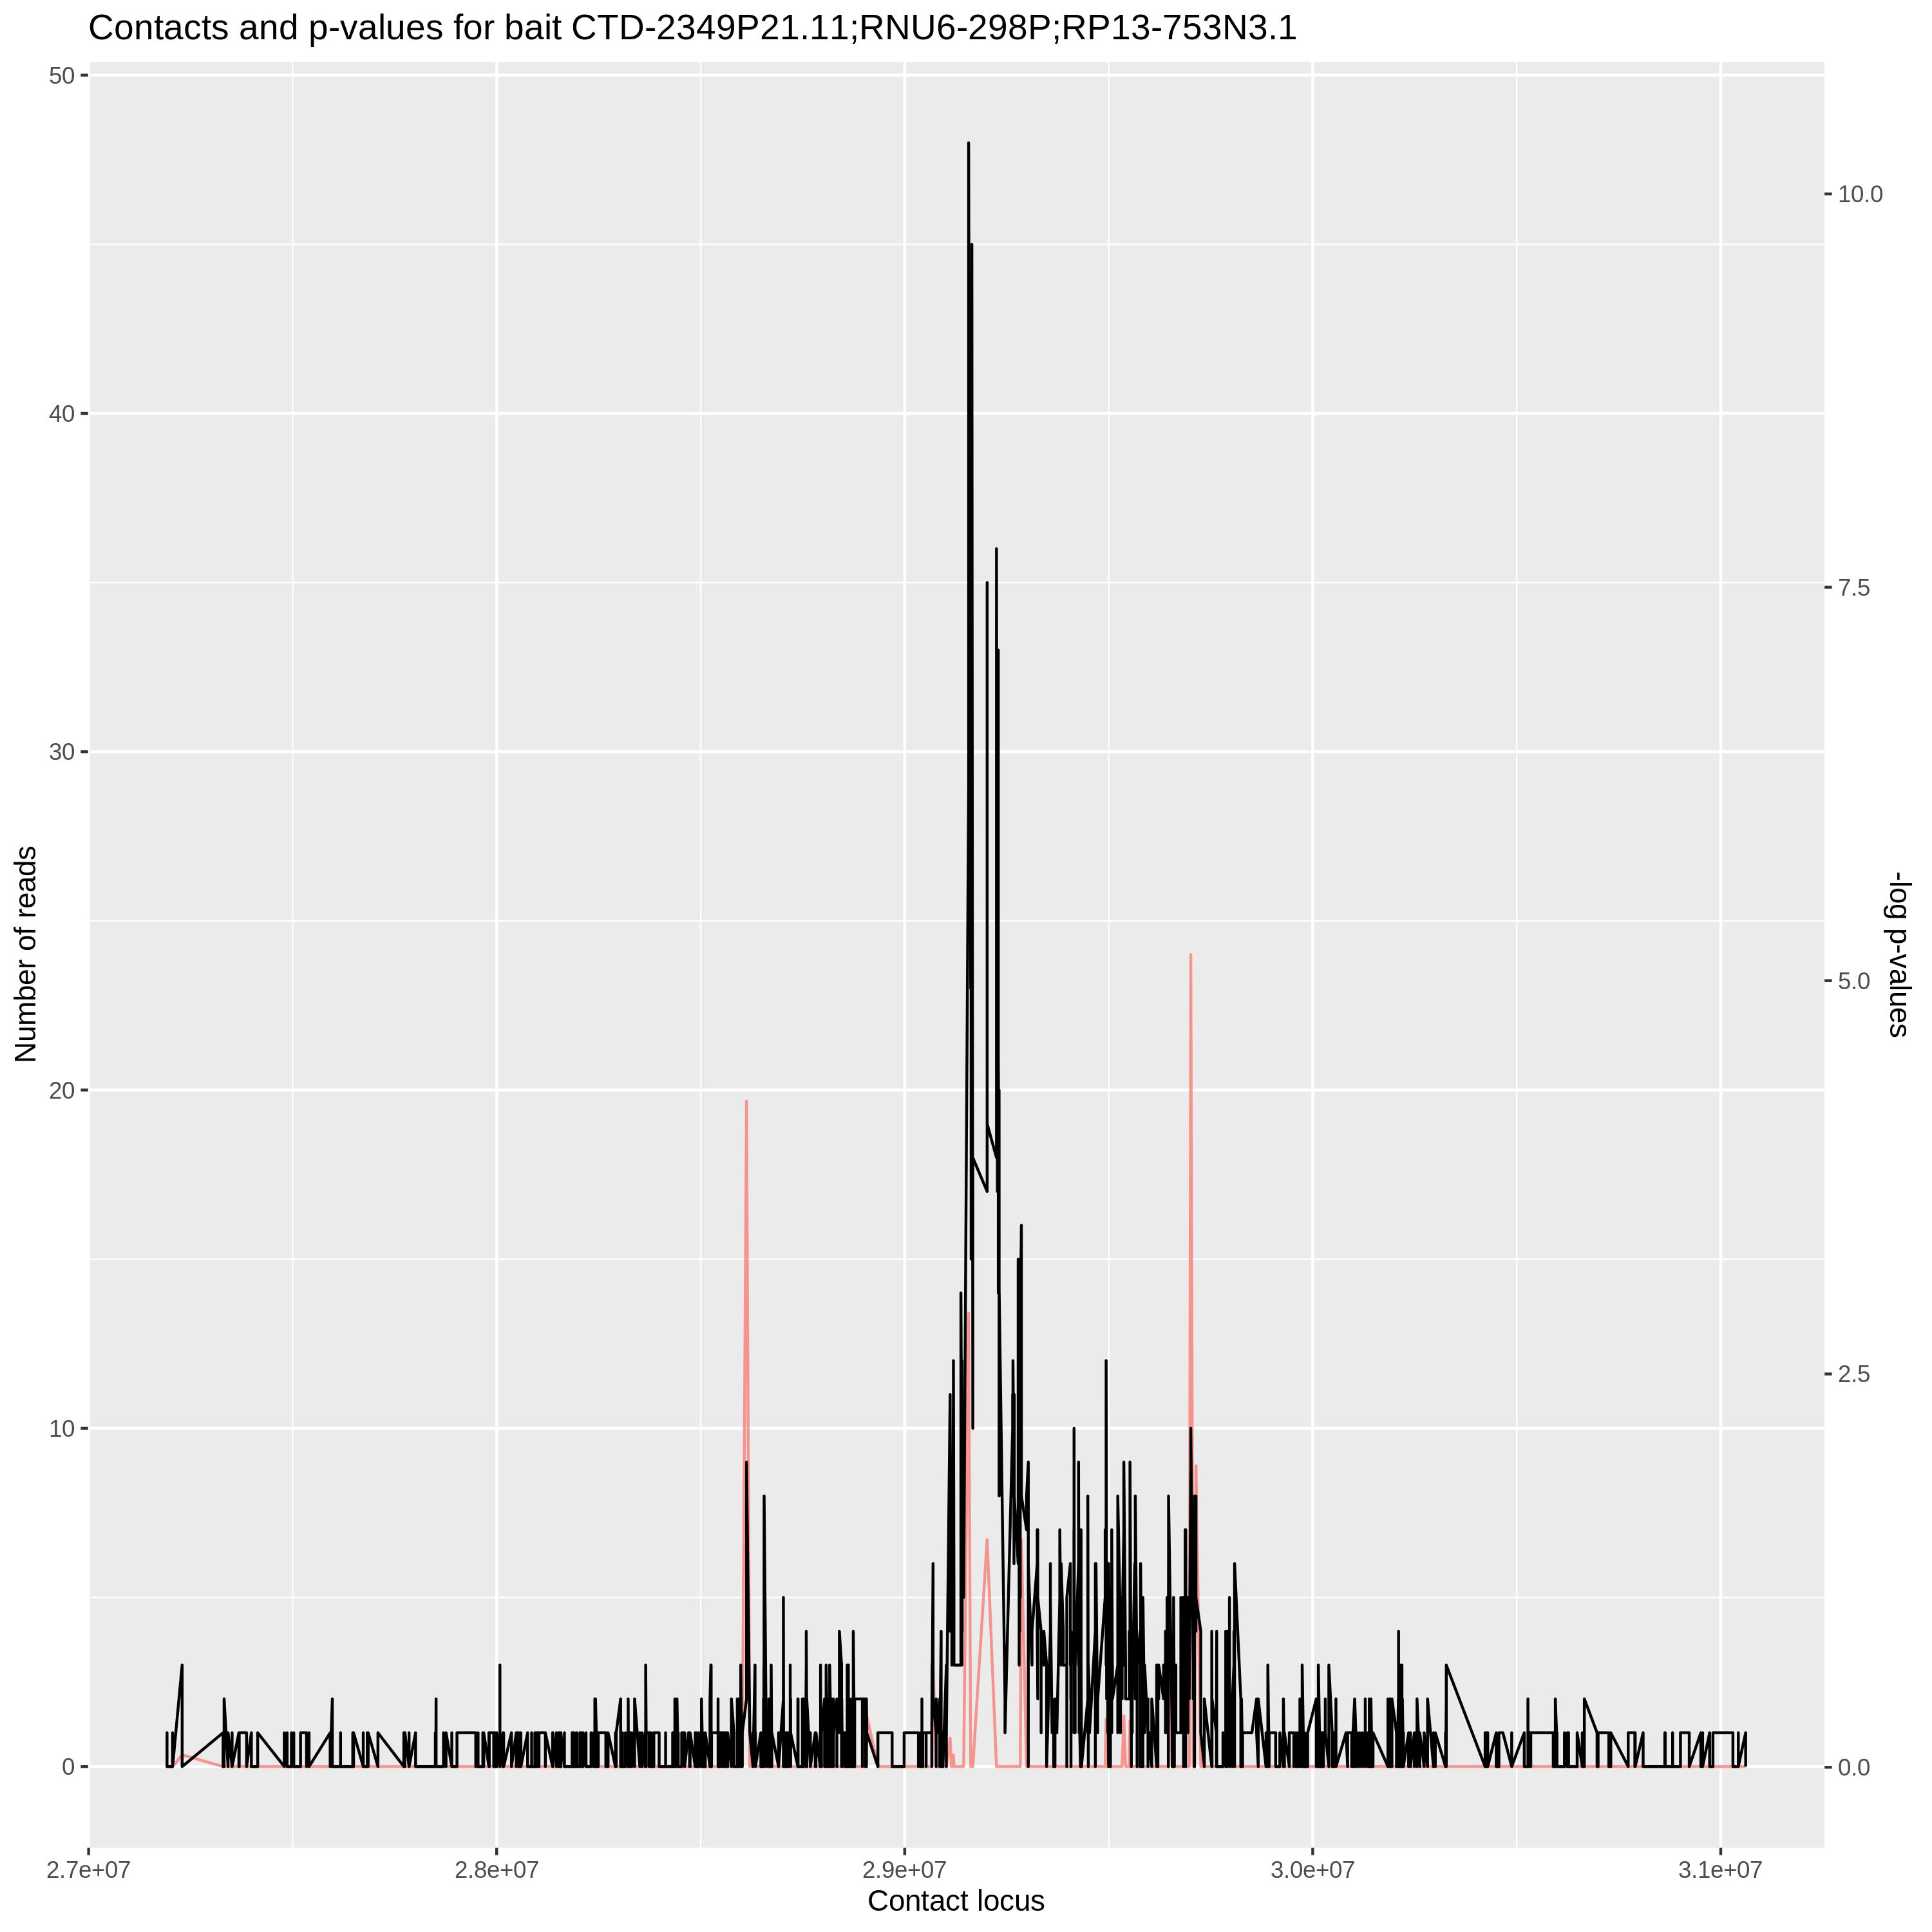 Contacts and p-values for bait CTD-2349P21.11;RNU6-298P;RP13-753N3.1
50
40
30
20
10
0
Number of reads
10.0
7.5
5.0
2.5
0.0
-log p-values
2.7e+07
2.8e+07
2.9e+07
3.0e+07
3.1e+07
Contact locus